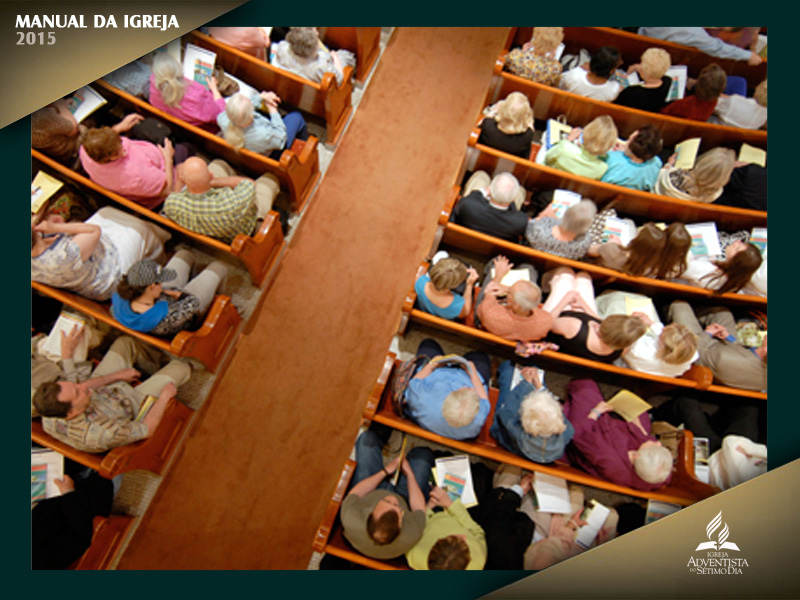 MANUAL DA IGREJA
2015
IGREJA
ADVENTISTA
DO SÉTIMO DIA